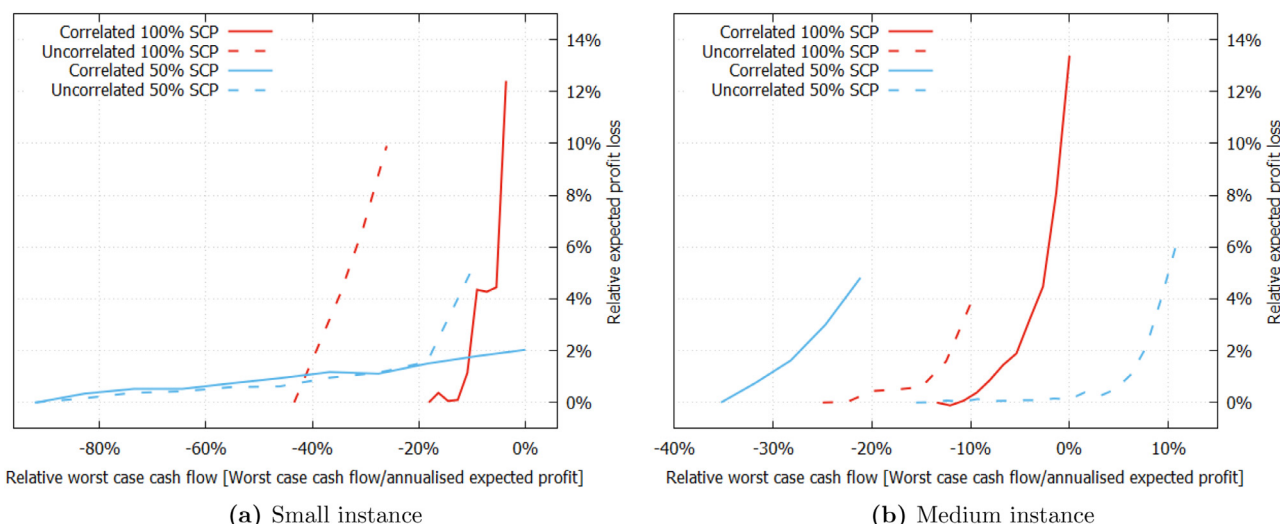 Correlated 100% SCP
Uncorrelated 100% SCP
Correlated 50% SCP
Uncorrelated 50% SCP
14%
12%
10%
8%
6%
4%
2%
0%
Relative expected profit loss
-80% -60% -40% -20% 0%
Relative worst case cash flow [Worst case cash flow/annualised expected profit]
(a) Small instance
Correlated 100% SCP
Uncorrelated 100% SCP
Correlated 50% SCP
Uncorrelated 50% SCP
14%
12%
10%
8%
6%
4%
2%
0%
Relative expected profit loss
-40% -30% -20% -10% 0% 10%
Relative worst case cash flow [Worst case cash flow/annualised expected profit]
(b) Medium instance